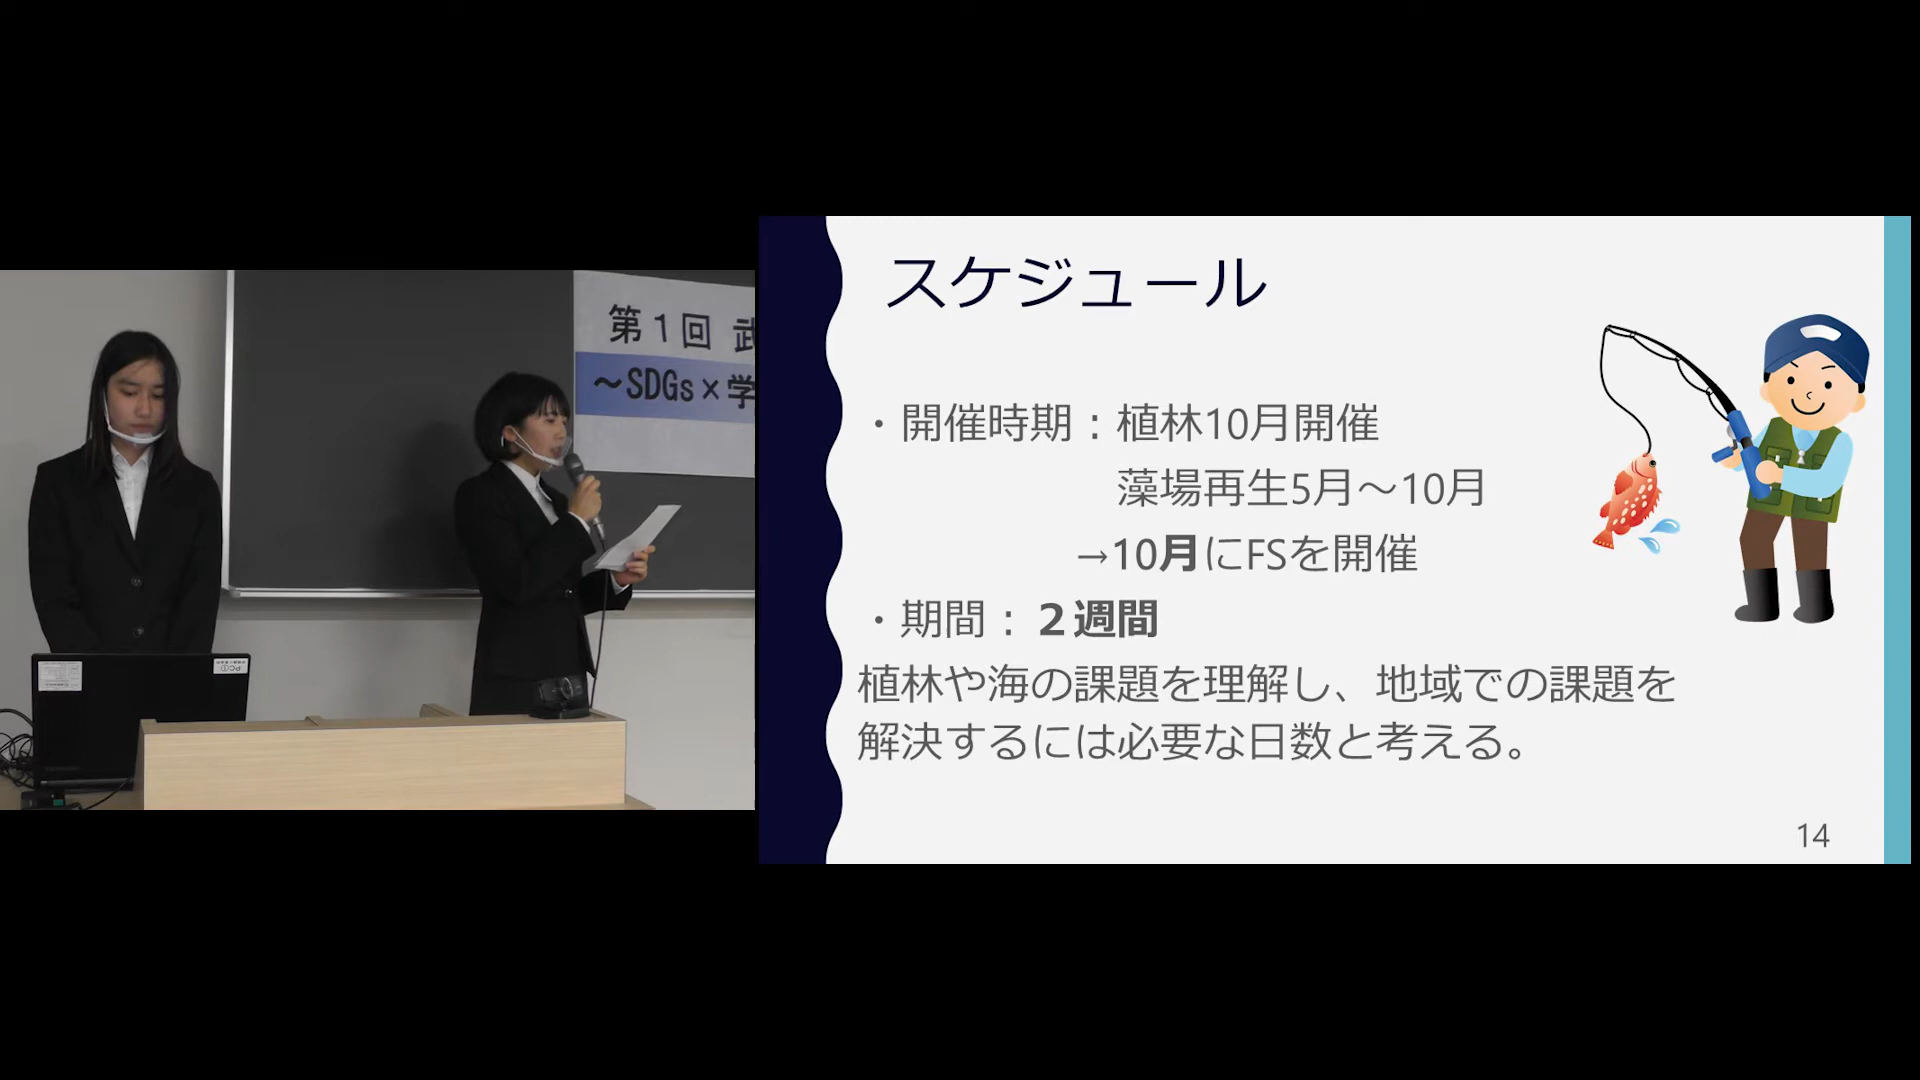 第1回 武
～SDGs×学
PC①
スケジュール
・開催時期：植林10月開催
藻場再生5月～10月
→10月にFSを開催
・期間：２週間
植林や海の課題を理解し、地域での課題を
解決するには必要な日数と考える。
14